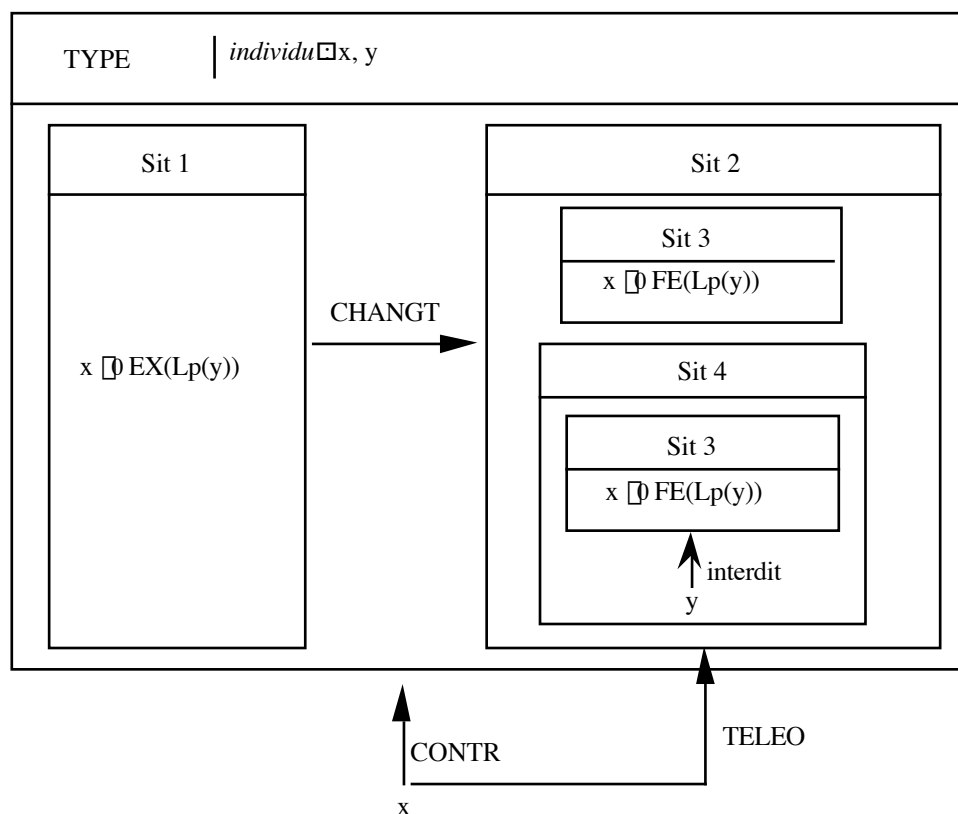 TYPE
individu⊡x, y
Sit 1
Sit 2
Sit 3
x ⎕0 FE(Lp(y))
CHANGT
x ⎕0 EX(Lp(y))
Sit 4
Sit 3
x ⎕0 FE(Lp(y))
interdit
y
CONTR
TELEO
x